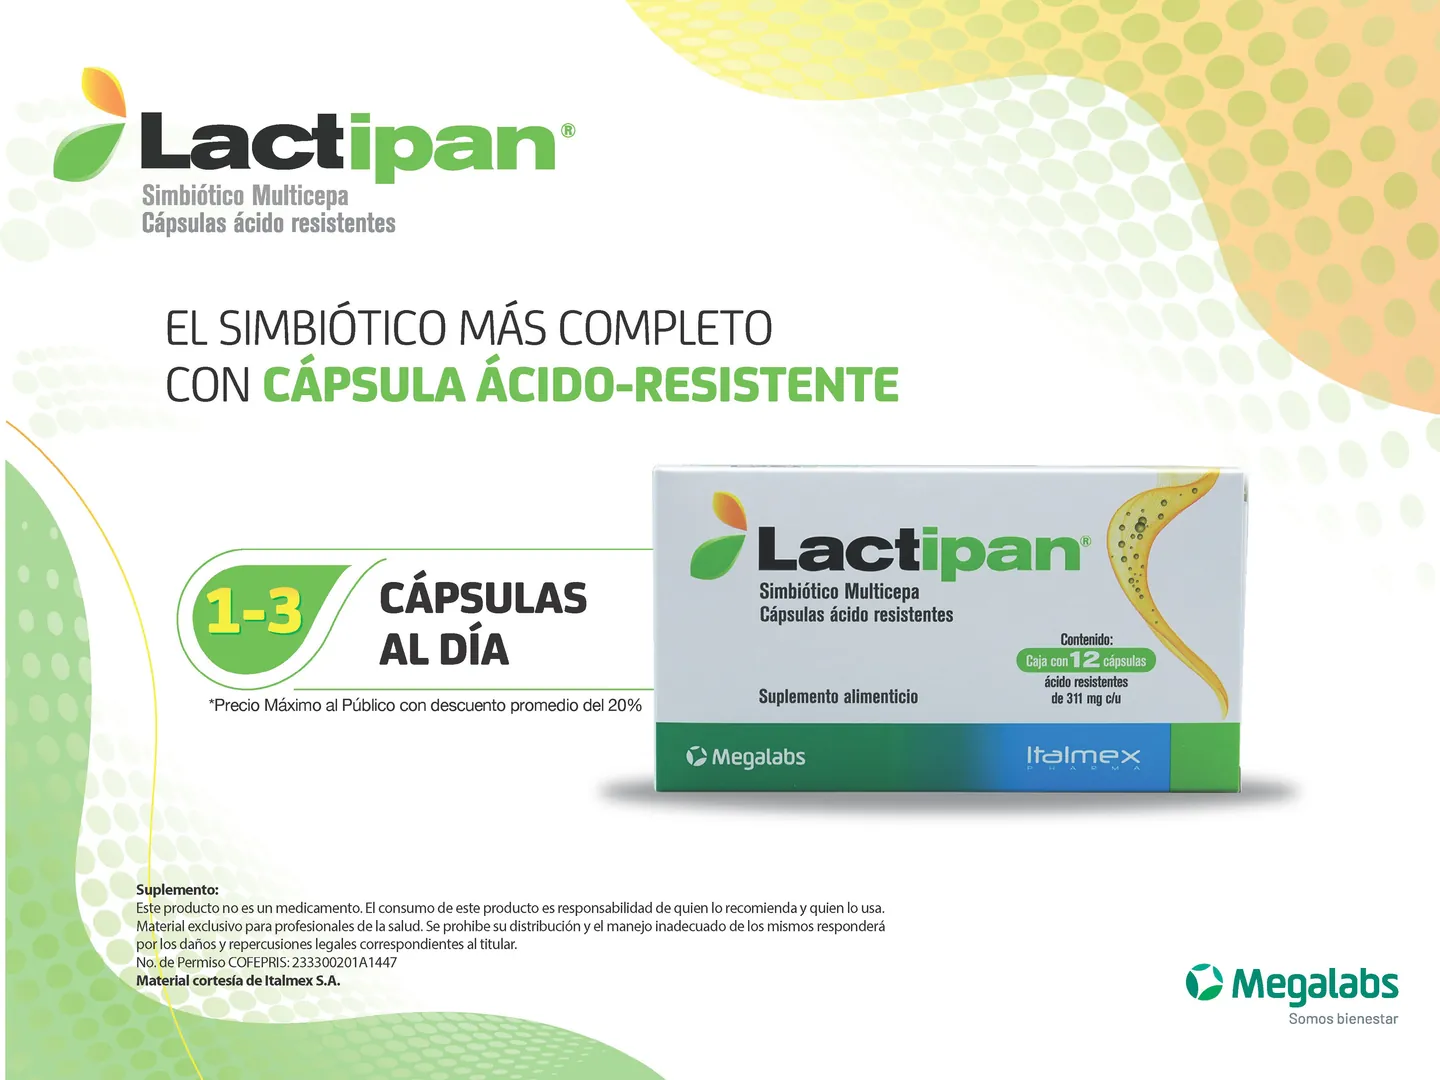 Lactipan®
Simbiótico Multicepa
Cápsulas ácido resistentes
EL SIMBIÓTICO MÁS COMPLETO
CON CÁPSULA ÁCIDO-RESISTENTE
1-3
CÁPSULAS
AL DÍA
*Precio Máximo al Público con descuento promedio del 20%
Lactipan®
Simbiótico Multicepa
Cápsulas ácido resistentes
Contenido:
Caja con 12 cápsulas
ácido resistentes
de 311 mg c/u
Suplemento alimenticio
Megalabs
Italmex
PHARMA
Suplemento:
Este producto no es un medicamento. El consumo de este producto es responsabilidad de quien lo recomienda y quien lo usa.
Material exclusivo para profesionales de la salud. Se prohibe su distribución y el manejo inadecuado de los mismos responderá
por los daños y repercusiones legales correspondientes al titular.
No. de Permiso COFEPRIS: 233300201A1447
Material cortesía de Italmex S.A.
Megalabs
Somos bienestar